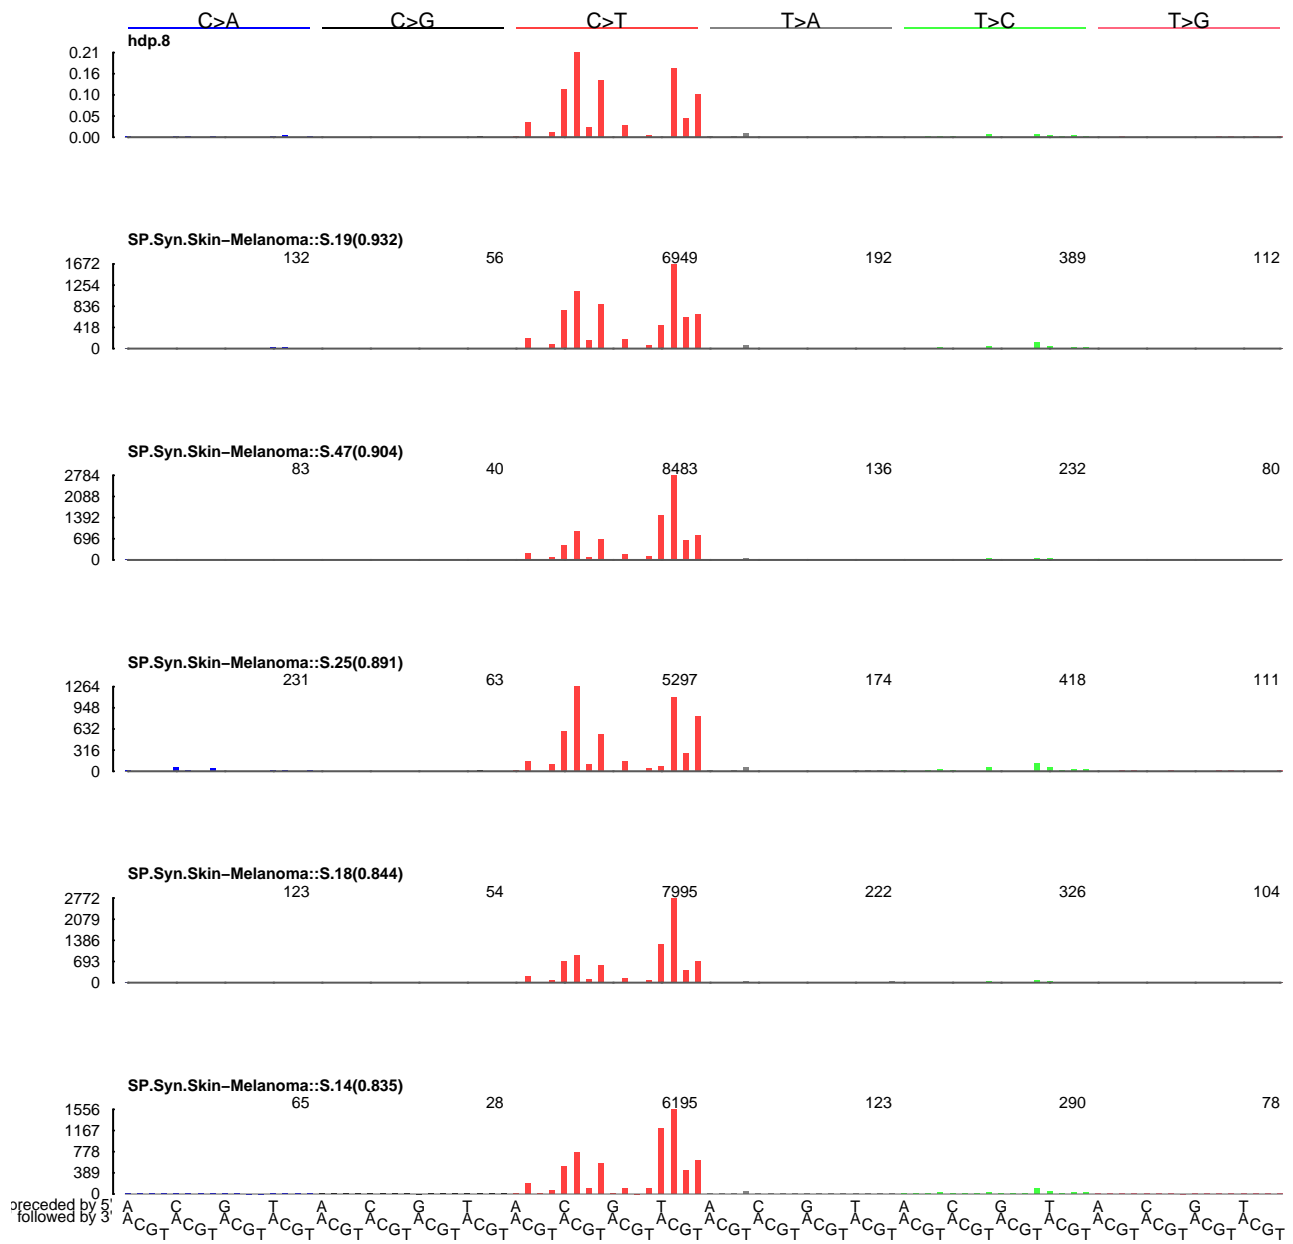 C>A C>G C>T T>A T>C T>G
hdp.8
0.21
0.16
0.10
0.05
0.00
SP.Syn.Skin−Melanoma::S.19(0.932)
132 56 6949 192 389 112
1672
1254
836
418
0
SP.Syn.Skin−Melanoma::S.47(0.904)
83 40 8483 136 232 80
2784
2088
1392
696
0
SP.Syn.Skin−Melanoma::S.25(0.891)
231 63 5297 174 418 111
1264
948
632
316
0
SP.Syn.Skin−Melanoma::S.18(0.844)
123 54 7995 222 326 104
2772
2079
1386
693
0
SP.Syn.Skin−Melanoma::S.14(0.835)
65 28 6195 123 290 78
1556
1167
778
389
0
preceded by 5' A C G T A C G T A C G T A C G T A C G T A C G T
followed by 3' A C G T A C G T A C G T A C G T A C G T A C G T A C G T A C G T A C G T A C G T A C G T A C G T A C G T A C G T A C G T A C G T A C G T A C G T A C G T A C G T A C G T A C G T A C G T A C G T